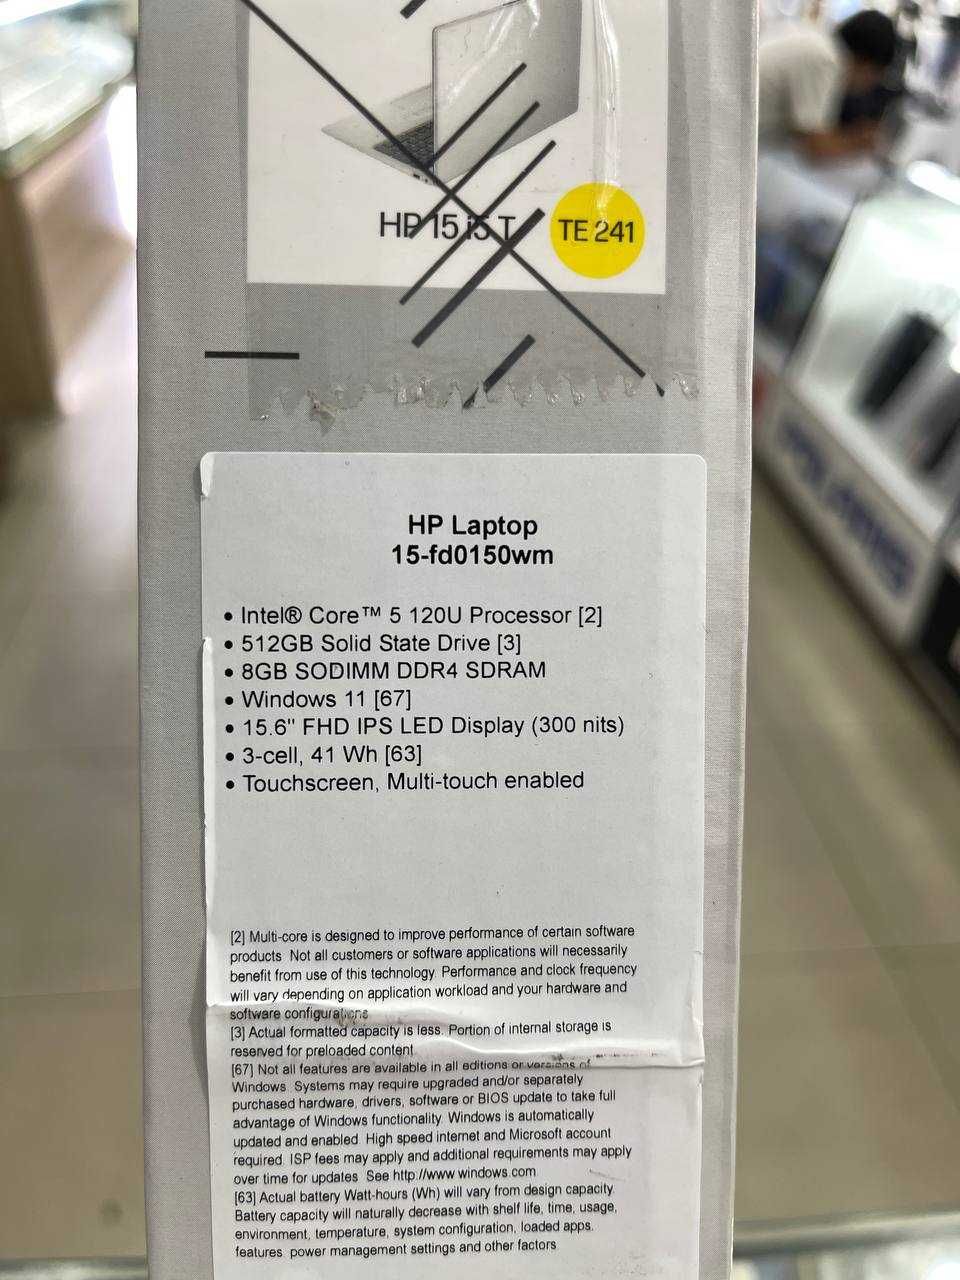 HP 15 i5 T
TE 241
HP Laptop
15-fd0150wm
• Intel® Core™ 5 120U Processor [2]
• 512GB Solid State Drive [3]
• 8GB SODIMM DDR4 SDRAM
• Windows 11 [67]
• 15.6" FHD IPS LED Display (300 nits)
• 3-cell, 41 Wh [63]
• Touchscreen, Multi-touch enabled
[2] Multi-core is designed to improve performance of certain software
products Not all customers or software applications will necessarily
benefit from use of this technology. Performance and clock frequency
will vary depending on application workload and your hardware and
software configurations
[3] Actual formatted capacity is less. Portion of internal storage is
reserved for preloaded content
[67] Not all features are available in all editions or versions of
Windows. Systems may require upgraded and/or separately
purchased hardware, drivers, software or BIOS update to take full
advantage of Windows functionality. Windows is automatically
updated and enabled. High speed internet and Microsoft account
required. ISP fees may apply and additional requirements may apply
over time for updates. See http://www.windows.com
[63] Actual battery Watt-hours (Wh) will vary from design capacity.
Battery capacity will naturally decrease with shelf life, time, usage,
environment, temperature, system configuration, loaded apps,
features, power management settings and other factors